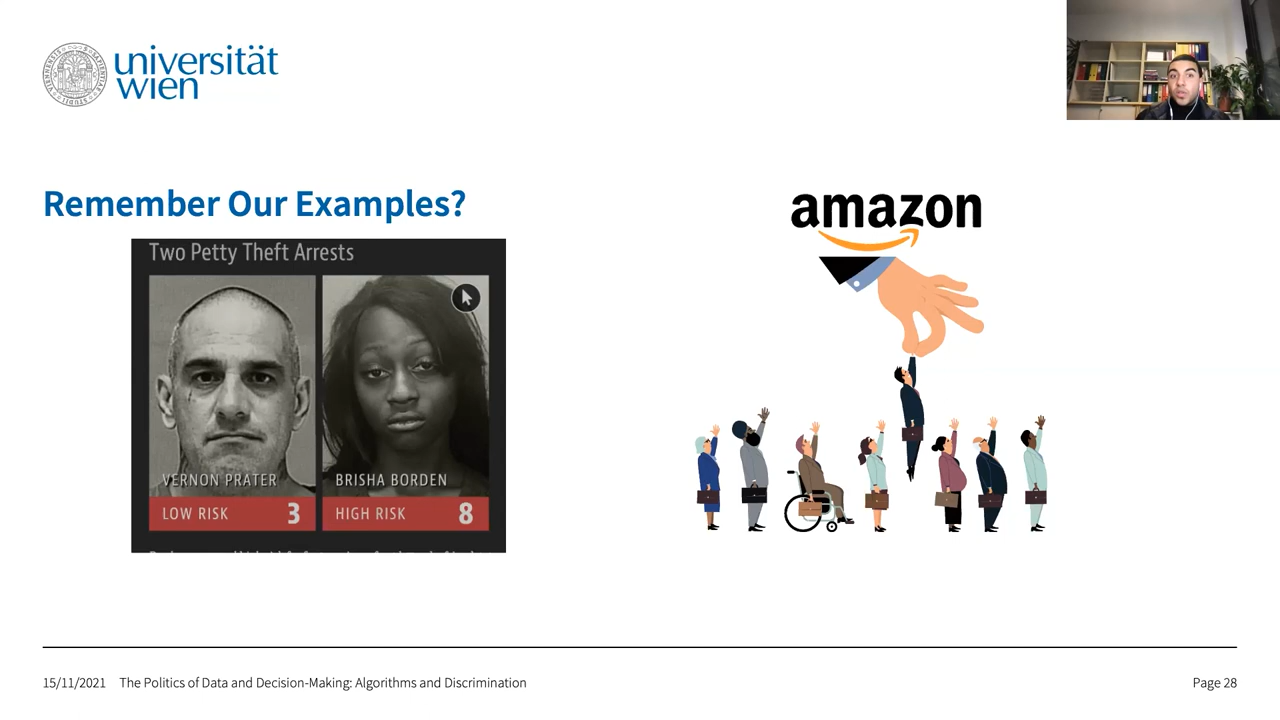 universität
wien
Remember Our Examples?
Two Petty Theft Arrests
VERNON PRATER
LOW RISK 3
BRISHA BORDEN
HIGH RISK 8
amazon
15/11/2021 The Politics of Data and Decision-Making: Algorithms and Discrimination
Page 28